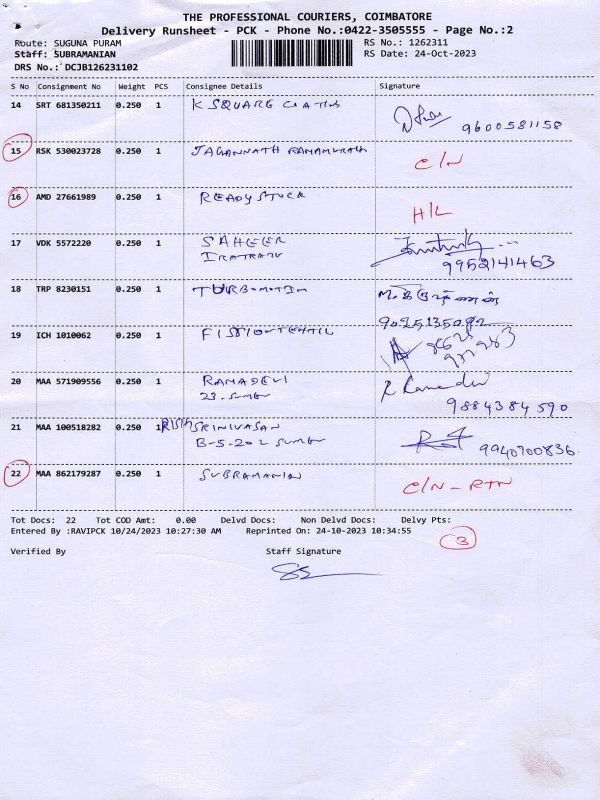 THE PROFESSIONAL COURIERS, COIMBATORE
Delivery Runsheet - PCK - Phone No.:0422-3505555 - Page No.:2
Route: SUGUNA PURAM RS No.: 1262311
Staff: SUBRAMANIAN RS Date: 24-Oct-2023
DRS No.: DCJB126231102
S No Consignment No Weight PCS Consignee Details Signature
14 SRT 681350211 0.250 1 K SQUARE
9600581158
15 RSK 530023728 0.250 1 JAGANNATH
C/N
16 AMD 27661989 0.250 1 READY STOCK
H/L
17 VDK 5572220 0.250 1 SAHEER
9952141463
18 TRP 8230151 0.250 1 TURBOMOTIM
9025135092
19 ICH 1010062 0.250 1
20 MAA 571909556 0.250 1 RAMADEVI
23.
R Ramadevi
9884384590
21 MAA 100518282 0.250 1 SRINIVASAN
B-5-202
9940700836
22 MAA 862179287 0.250 1 SUBRAMANIAN
C/N - RTN
Tot Docs: 22 Tot COD Amt: 0.00 Delvd Docs: Non Delvd Docs: Delvy Pts:
Entered By :RAVIPCK 10/24/2023 10:27:30 AM Reprinted On: 24-10-2023 10:34:55
3
Verified By Staff Signature